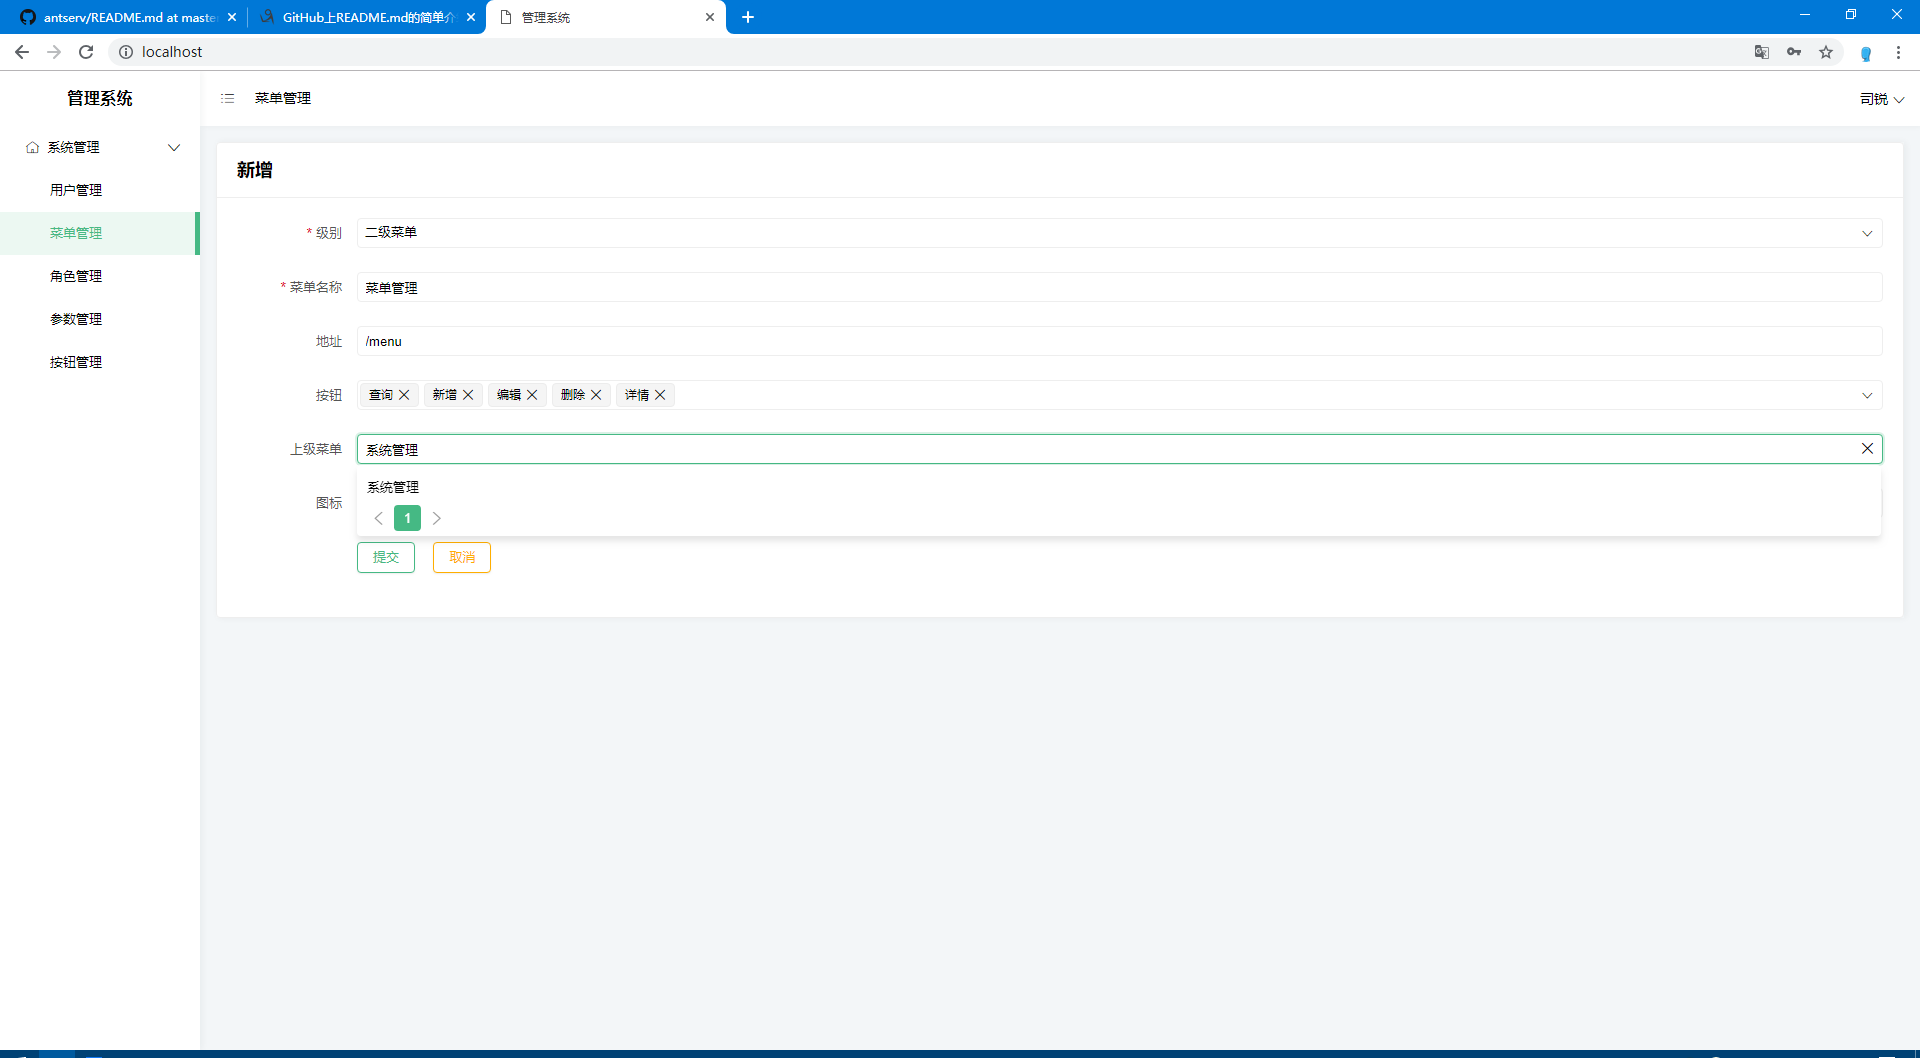 antserv/README.md at master
GitHub上README.md的简单介
管理系统
localhost
管理系统
菜单管理
司锐
系统管理
用户管理
菜单管理
角色管理
参数管理
按钮管理
新增
* 级别 二级菜单
* 菜单名称 菜单管理
地址 /menu
按钮 查询 新增 编辑 删除 详情
上级菜单 系统管理
系统管理
图标
1
提交 取消